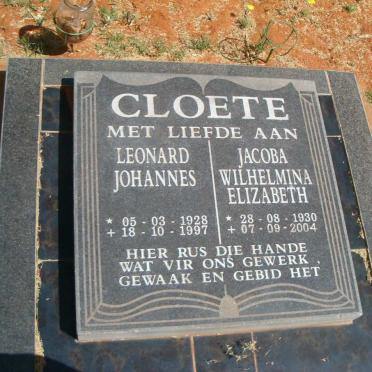 CLOETE
MET LIEFDE AAN
LEONARD
JOHANNES
* 05 - 03 - 1928
+ 18 - 10 - 1997
JACOBA
WILHELMINA
ELIZABETH
* 28 - 08 - 1930
+ 07 - 09 - 2004
HIER RUS DIE HANDE
WAT VIR ONS GEWERK,
GEWAAK EN GEBID HET